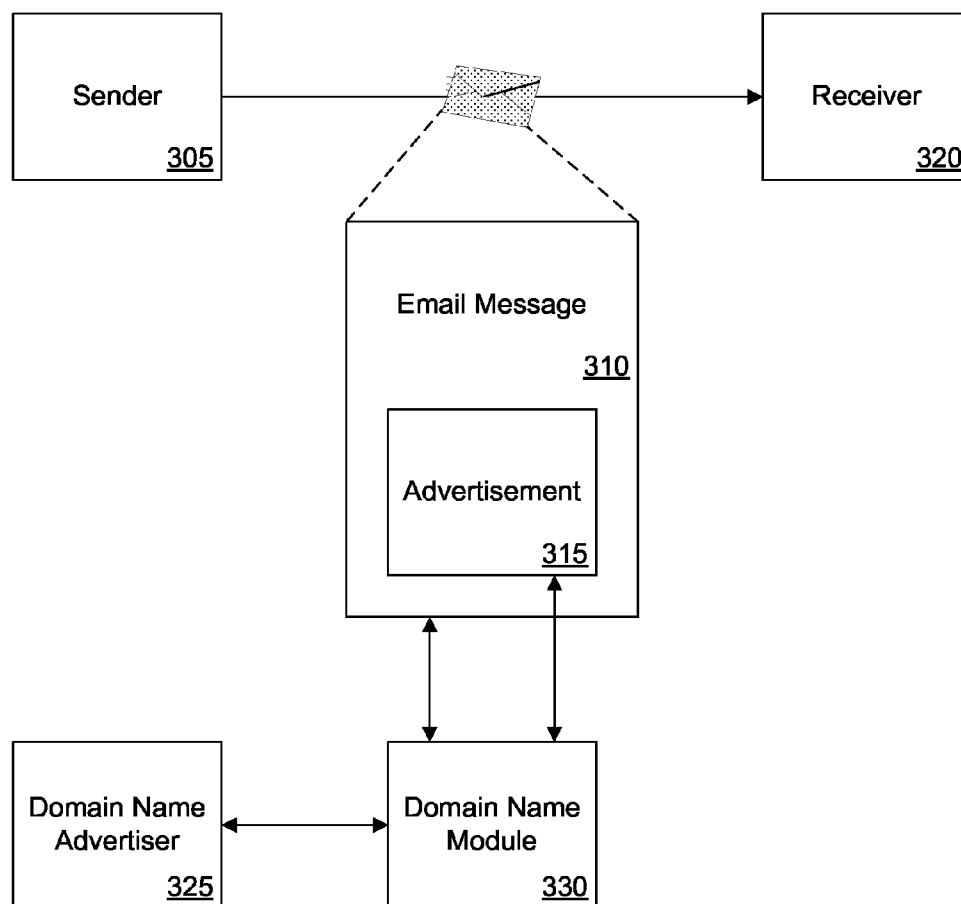 Sender
305
Receiver
320
Email Message
310
Advertisement
315
Domain Name
Advertiser
325
Domain Name
Module
330